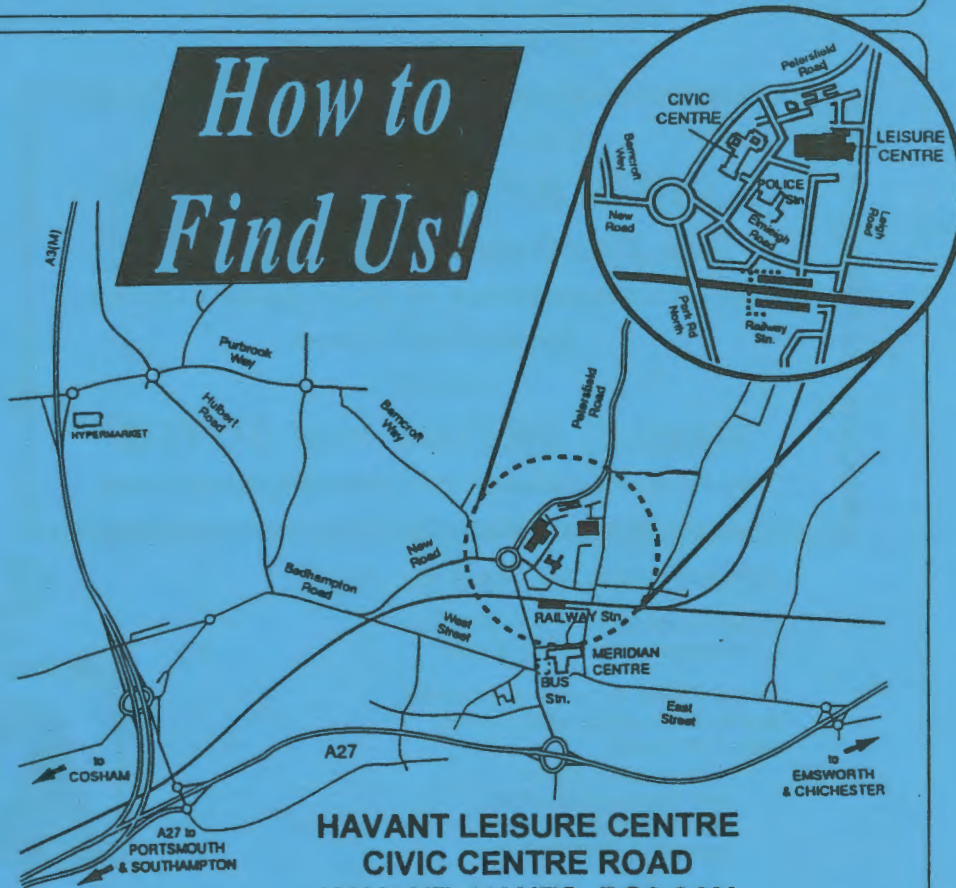 How to
Find Us!
Petersfield
Road
CIVIC
CENTRE
LEISURE
CENTRE
Barncroft
Way
POLICE
Stn
New
Road
Elmleigh
Road
Leigh
Road
Park Rd
North
Railway
Stn.
A3(M)
Purbrook
Way
Hulbert
Road
HYPERMARKET
Barncroft
Way
Petersfield
Road
New
Road
Bedhampton
Road
West
Street
RAILWAY Stn.
MERIDIAN
CENTRE
BUS
Stn.
East
Street
A27
to
COSHAM
to
EMSWORTH
& CHICHESTER
A27 to
PORTSMOUTH
& SOUTHAMPTON
HAVANT LEISURE CENTRE
CIVIC CENTRE ROAD